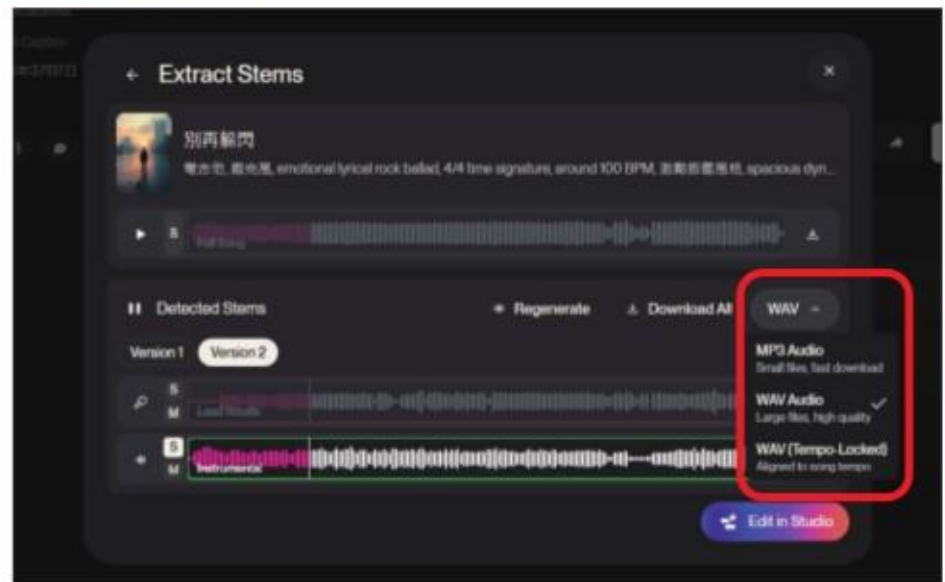 ← Extract Stems
別再躲閃
emotional lyrical rock ballad, 4/4 time signature, around 100 BPM, spacious dyn...
S
Full Song
Detected Stems
Regenerate
Download All
WAV
Version 1
Version 2
MP3 Audio
Small files, fast download
WAV Audio
Large files, high quality
WAV (Tempo-Locked)
Aligned to song tempo
S
M
Lead Vocals
S
M
Instrumental
Edit in Studio